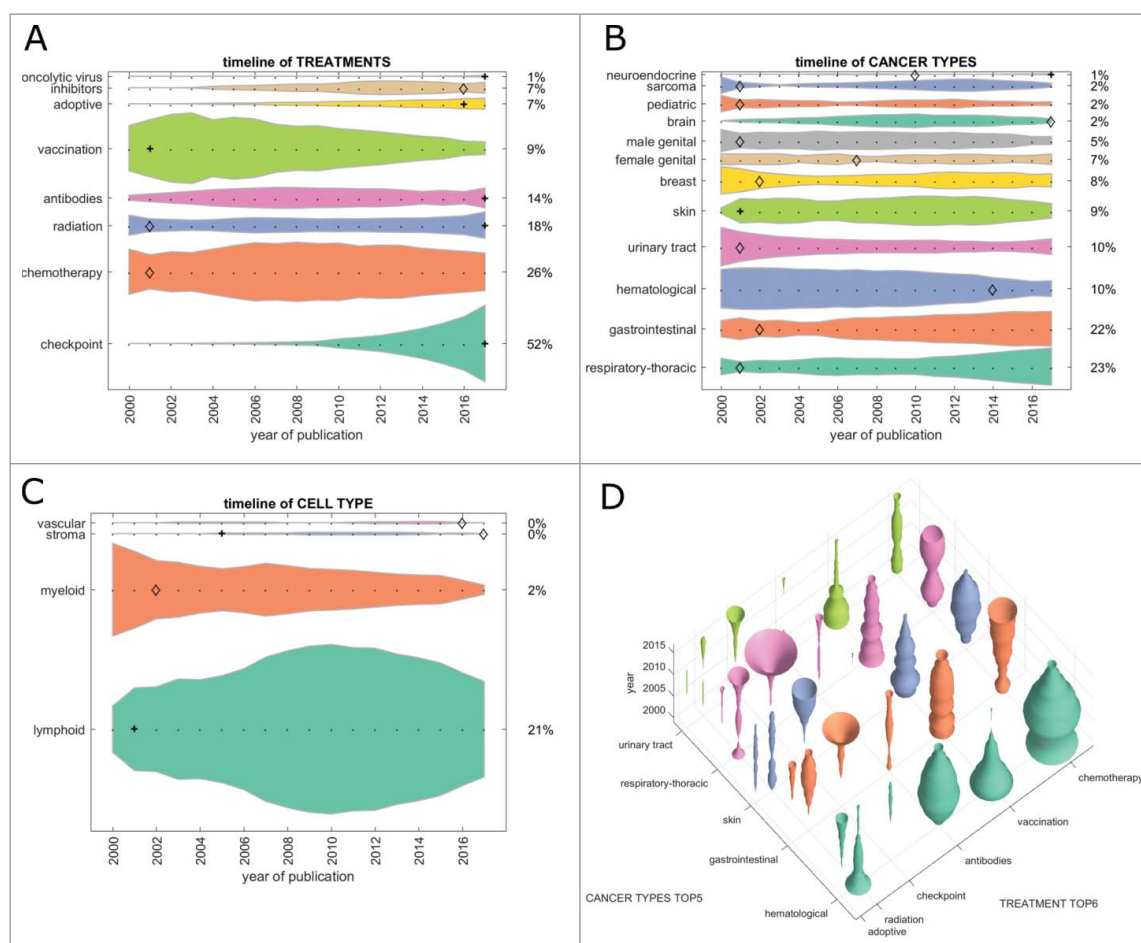 A
timeline of TREATMENTS
oncolytic virus 1%
inhibitors 7%
adoptive 7%
vaccination 9%
antibodies 14%
radiation 18%
chemotherapy 26%
checkpoint 52%
2000 2002 2004 2006 2008 2010 2012 2014 2016
year of publication
B
timeline of CANCER TYPES
neuroendocrine 1%
sarcoma 2%
pediatric 2%
brain 2%
male genital 5%
female genital 7%
breast 8%
skin 9%
urinary tract 10%
hematological 10%
gastrointestinal 22%
respiratory-thoracic 23%
2000 2002 2004 2006 2008 2010 2012 2014 2016
year of publication
C
timeline of CELL TYPE
vascular 0%
stroma 0%
myeloid 2%
lymphoid 21%
2000 2002 2004 2006 2008 2010 2012 2014 2016
year of publication
D
2015
2010
2005
2000
year
urinary tract
respiratory-thoracic
skin
gastrointestinal
hematological
CANCER TYPES TOP5
chemotherapy
vaccination
antibodies
checkpoint
radiation
adoptive
TREATMENT TOP6